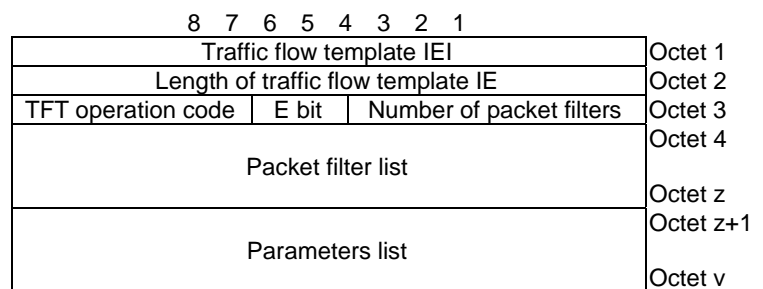 8 7 6 5 4 3 2 1
Traffic flow template IEI Octet 1
Length of traffic flow template IE Octet 2
TFT operation code E bit Number of packet filters Octet 3
Octet 4
Packet filter list
Octet z
Octet z+1
Parameters list
Octet v